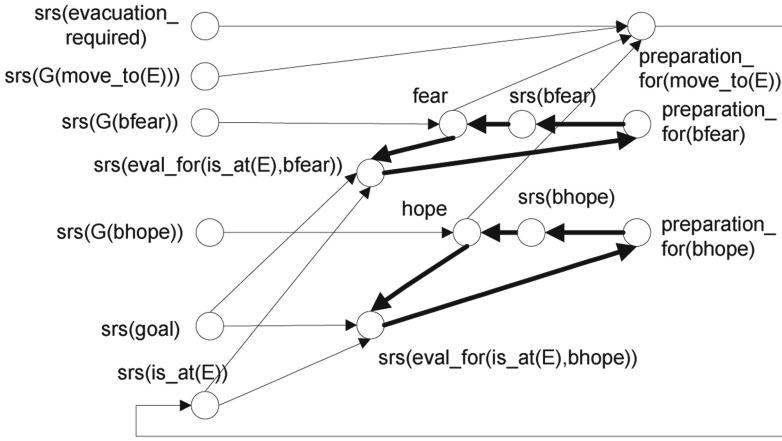 srs(evacuation_
required)
srs(G(move_to(E)))
preparation_
for(move_to(E))
fear
srs(bfear)
srs(G(bfear))
preparation_
for(bfear)
srs(eval_for(is_at(E),bfear))
hope
srs(bhope)
srs(G(bhope))
preparation_
for(bhope)
srs(goal)
srs(eval_for(is_at(E),bhope))
srs(is_at(E))